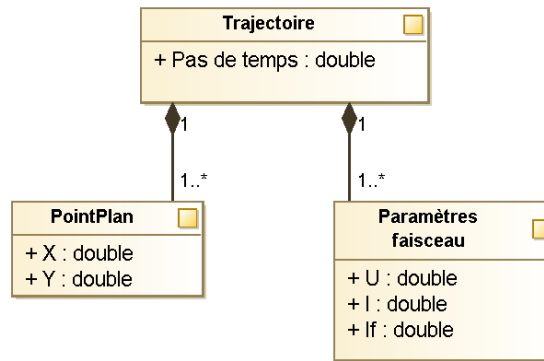 Trajectoire
+ Pas de temps : double
1
1
1..*
1..*
PointPlan
+ X : double
+ Y : double
Paramètres
faisceau
+ U : double
+ I : double
+ If : double